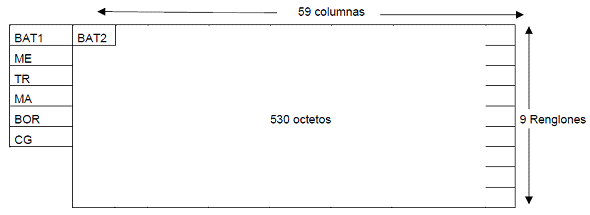 59 columnas
BAT1 BAT2
ME
TR
MA
BOR
CG
530 octetos
9 Renglones